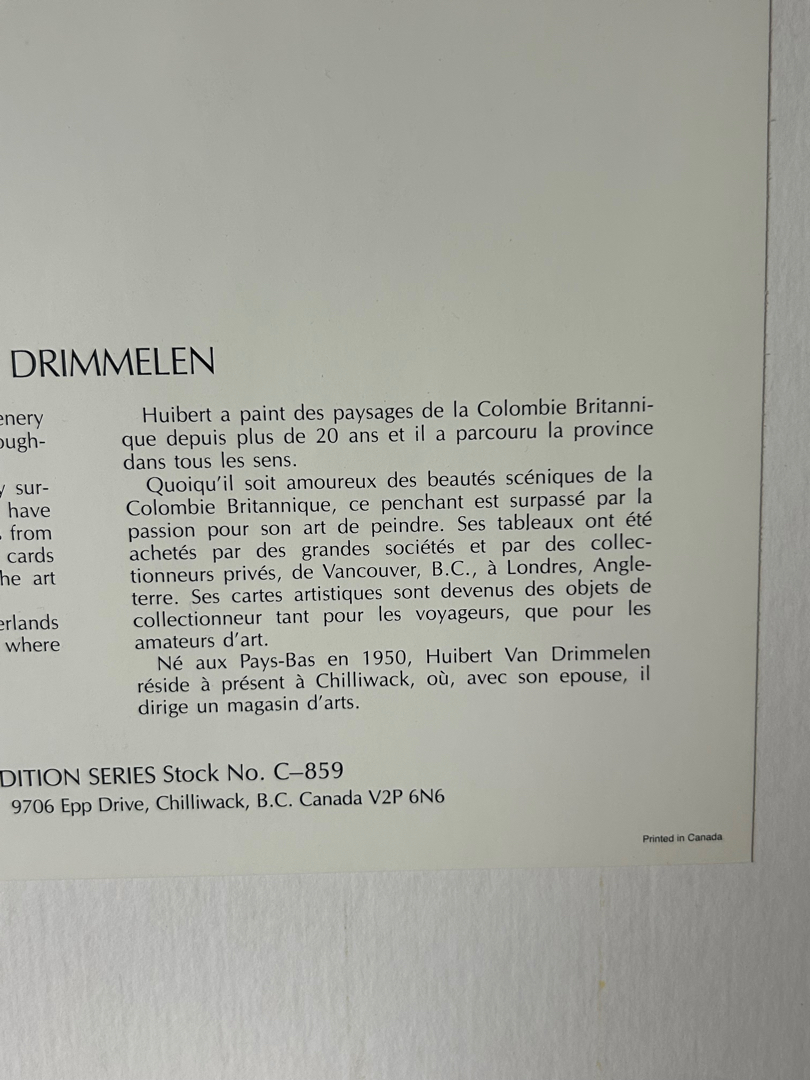 DRIMMELEN
enery
ough-
sur-
have
from
cards
he art
erlands
where
Huibert a paint des paysages de la Colombie Britanni-
que depuis plus de 20 ans et il a parcouru la province
dans tous les sens.
Quoiqu'il soit amoureux des beautés scéniques de la
Colombie Britannique, ce penchant est surpassé par la
passion pour son art de peindre. Ses tableaux ont été
achetés par des grandes sociétés et par des collec-
tionneurs privés, de Vancouver, B.C., à Londres, Angle-
terre. Ses cartes artistiques sont devenus des objets de
collectionneur tant pour les voyageurs, que pour les
amateurs d'art.
Né aux Pays-Bas en 1950, Huibert Van Drimmelen
réside à présent à Chilliwack, où, avec son epouse, il
dirige un magasin d'arts.
DITION SERIES Stock No. C–859
9706 Epp Drive, Chilliwack, B.C. Canada V2P 6N6
Printed in Canada